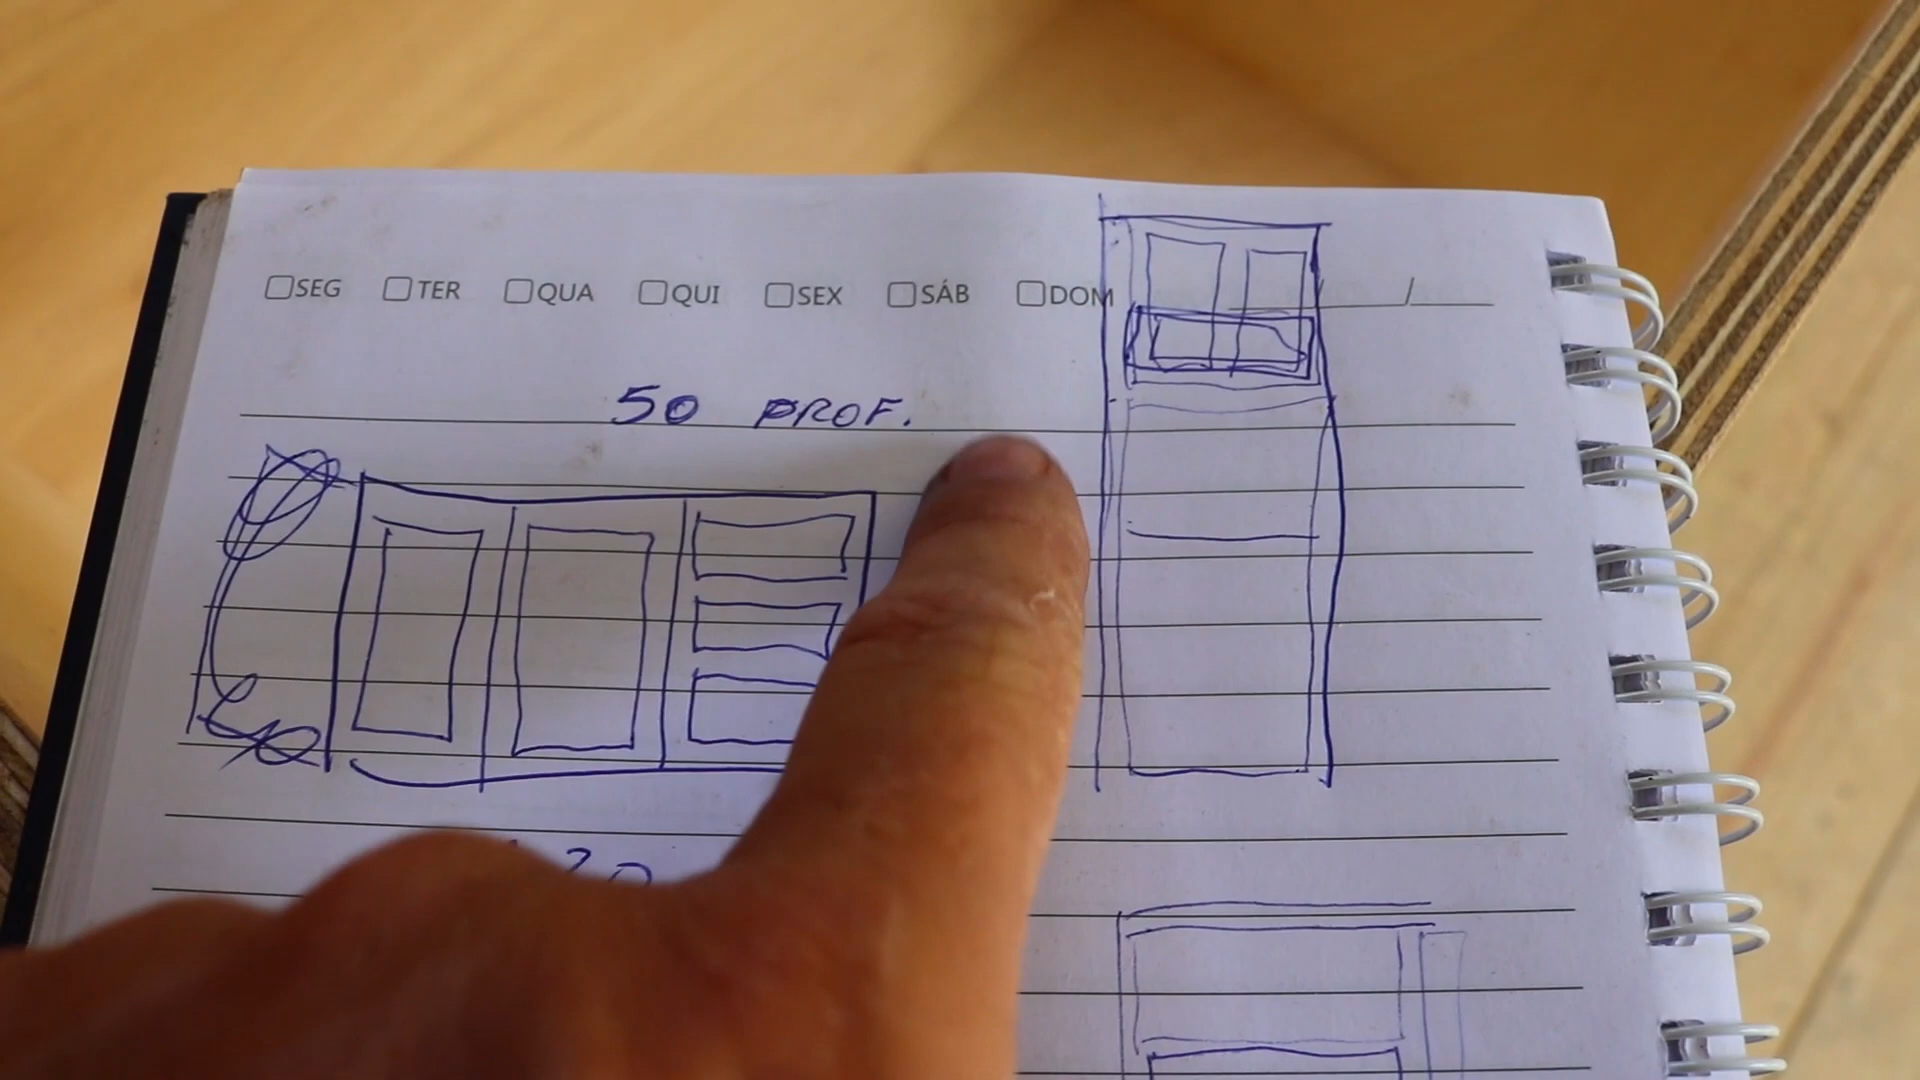 SEG TER QUA QUI SEX SÁB DOM / /
50 PROF.